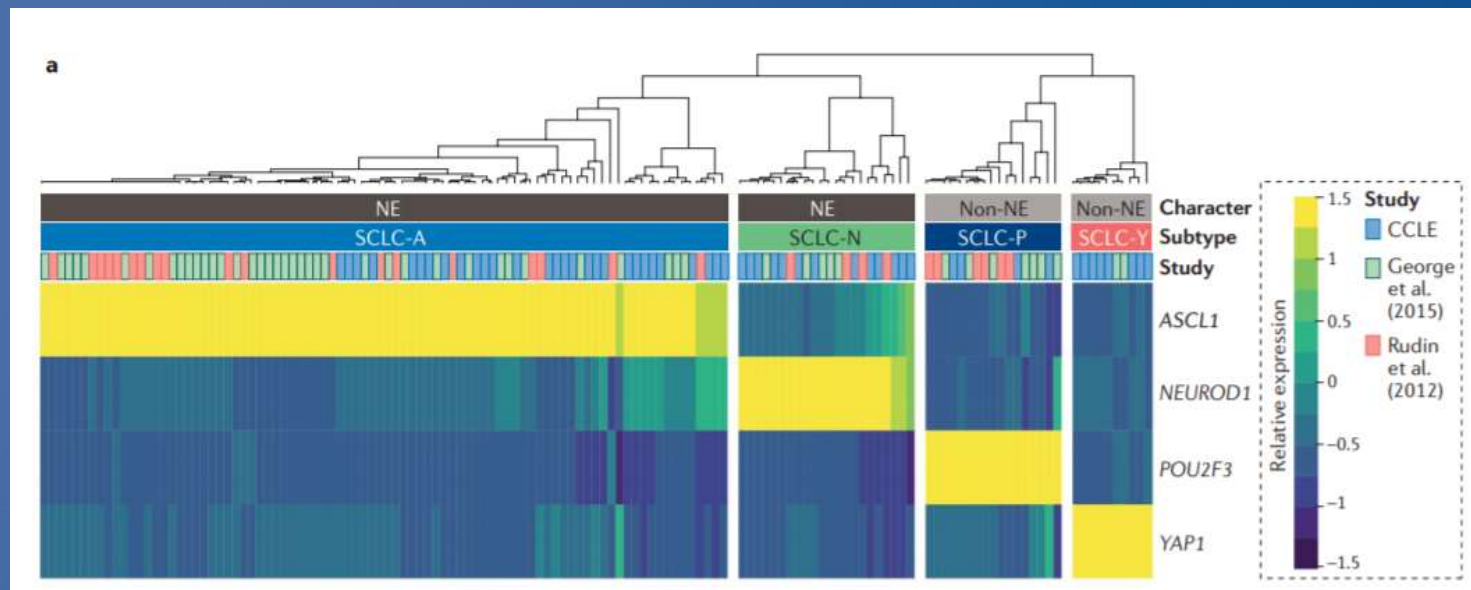 a
NE
NE
Non-NE
Non-NE
Character
SCLC-A
SCLC-N
SCLC-P
SCLC-Y
Subtype
Study
ASCL1
NEUROD1
POU2F3
YAP1
Relative expression
1.5
1
0.5
0
−0.5
−1
−1.5
Study
CCLE
George
et al.
(2015)
Rudin
et al.
(2012)